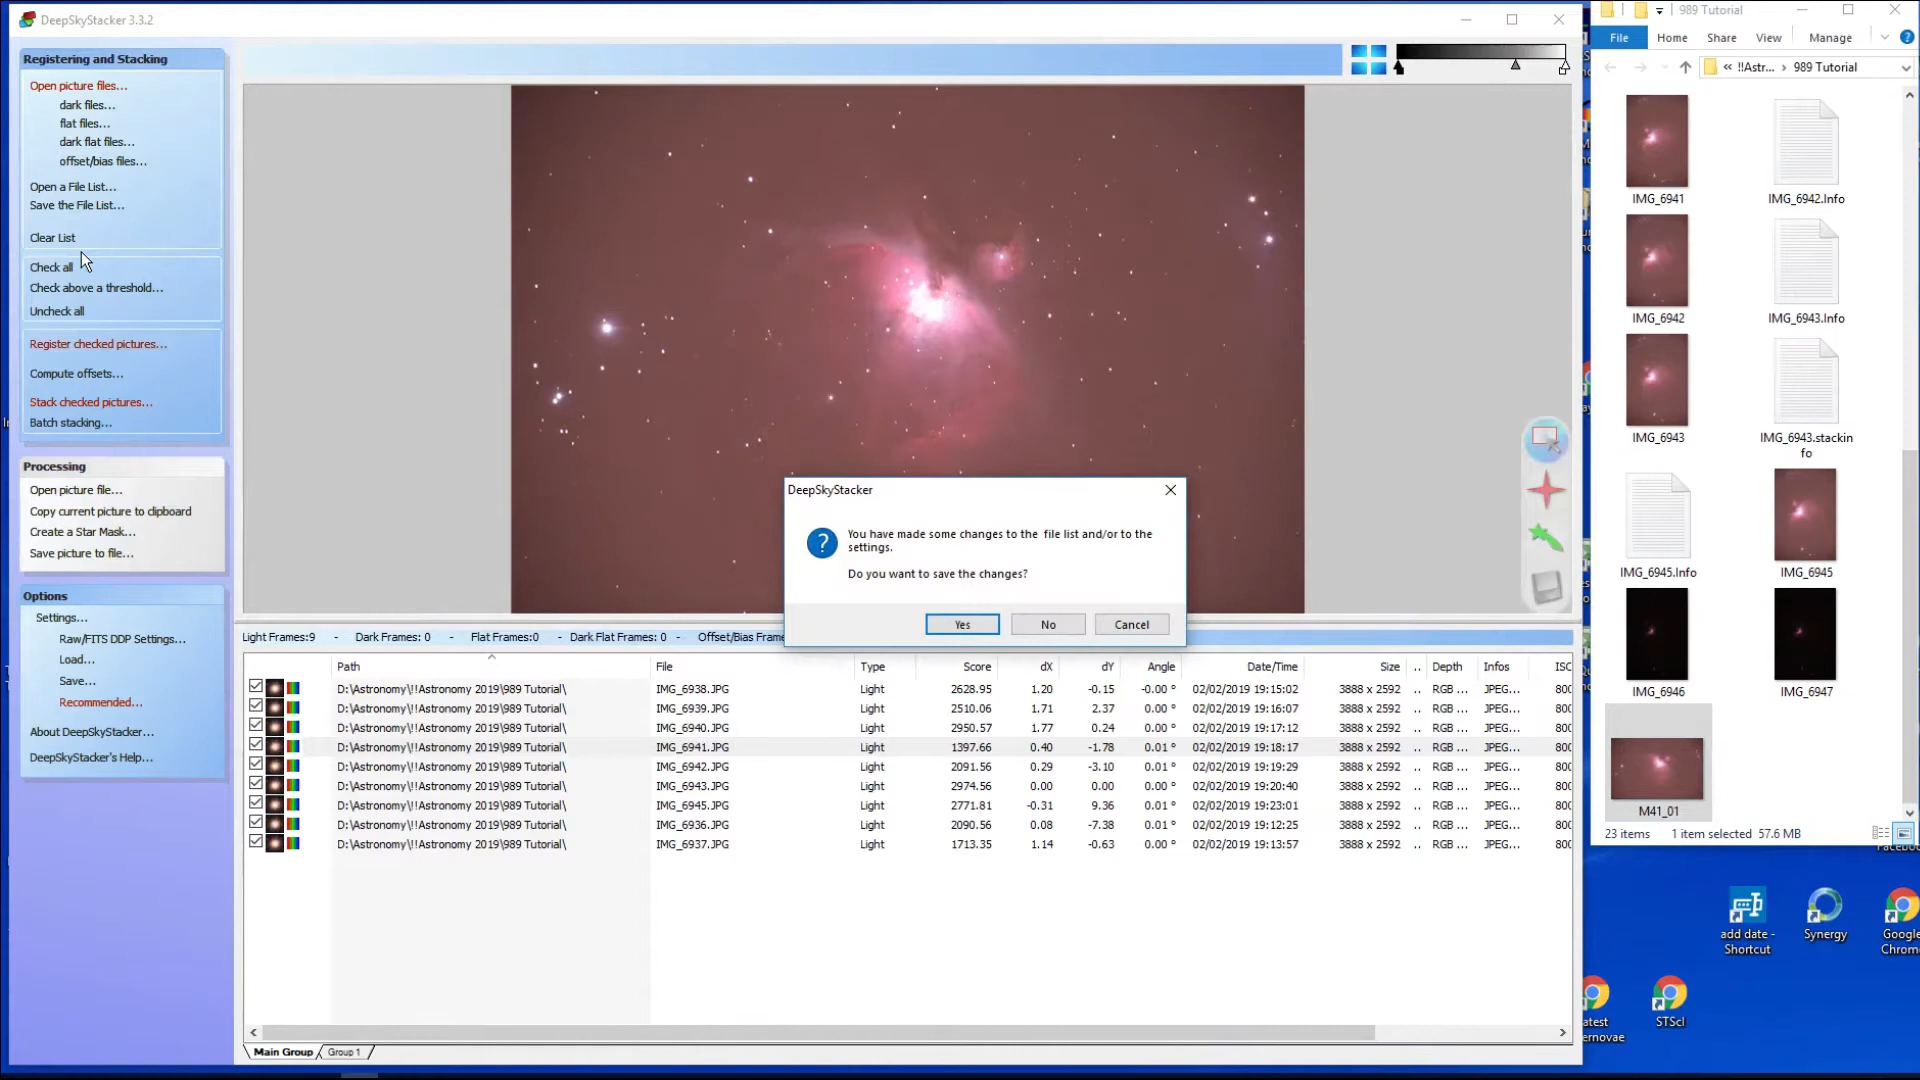 DeepSkyStacker 3.3.2
Registering and Stacking
Open picture files...
dark files...
flat files...
dark flat files...
offset/bias files...
Open a File List...
Save the File List...
Clear List
Check all
Check above a threshold...
Uncheck all
Register checked pictures...
Compute offsets...
Stack checked pictures...
Batch stacking...
Processing
Open picture file...
Copy current picture to clipboard
Create a Star Mask...
Save picture to file...
Options
Settings...
Raw/FITS DDP Settings...
Load...
Save...
Recommended...
About DeepSkyStacker...
DeepSkyStacker's Help...
DeepSkyStacker
You have made some changes to the file list and/or to the
settings.
Do you want to save the changes?
Yes No Cancel
Light Frames:9 - Dark Frames: 0 - Flat Frames:0 - Dark Flat Frames: 0 - Offset/Bias Frame
Path File Type Score dX dY Angle Date/Time Size .. Depth Infos ISO
D:\Astronomy\!!Astronomy 2019\989 Tutorial\ IMG_6938.JPG Light 2628.95 1.20 -0.15 -0.00 ° 02/02/2019 19:15:02 3888 x 2592 .. RGB ... JPEG... 800
D:\Astronomy\!!Astronomy 2019\989 Tutorial\ IMG_6939.JPG Light 2510.06 1.71 2.37 0.00 ° 02/02/2019 19:16:07 3888 x 2592 .. RGB ... JPEG... 800
D:\Astronomy\!!Astronomy 2019\989 Tutorial\ IMG_6940.JPG Light 2950.57 1.77 0.24 0.00 ° 02/02/2019 19:17:12 3888 x 2592 .. RGB ... JPEG... 800
D:\Astronomy\!!Astronomy 2019\989 Tutorial\ IMG_6941.JPG Light 1397.66 0.40 -1.78 0.01 ° 02/02/2019 19:18:17 3888 x 2592 .. RGB ... JPEG... 800
D:\Astronomy\!!Astronomy 2019\989 Tutorial\ IMG_6942.JPG Light 2091.56 0.29 -3.10 0.01 ° 02/02/2019 19:19:29 3888 x 2592 .. RGB ... JPEG... 800
D:\Astronomy\!!Astronomy 2019\989 Tutorial\ IMG_6943.JPG Light 2974.56 0.00 0.00 0.00 ° 02/02/2019 19:20:40 3888 x 2592 .. RGB ... JPEG... 800
D:\Astronomy\!!Astronomy 2019\989 Tutorial\ IMG_6945.JPG Light 2771.81 -0.31 9.36 0.01 ° 02/02/2019 19:23:01 3888 x 2592 .. RGB ... JPEG... 800
D:\Astronomy\!!Astronomy 2019\989 Tutorial\ IMG_6936.JPG Light 2090.56 0.08 -7.38 0.01 ° 02/02/2019 19:12:25 3888 x 2592 .. RGB ... JPEG... 800
D:\Astronomy\!!Astronomy 2019\989 Tutorial\ IMG_6937.JPG Light 1713.35 1.14 -0.63 0.00 ° 02/02/2019 19:13:57 3888 x 2592 .. RGB ... JPEG... 800
Main Group Group 1
989 Tutorial
File Home Share View Manage
« !!Astr... › 989 Tutorial
IMG_6941 IMG_6942.Info
IMG_6942 IMG_6943.Info
IMG_6943 IMG_6943.stackin
fo
IMG_6945.Info IMG_6945
IMG_6946 IMG_6947
M41_01
23 items 1 item selected 57.6 MB
add date -
Shortcut
Synergy
Google
Chrom
atest
ernovae
STScI